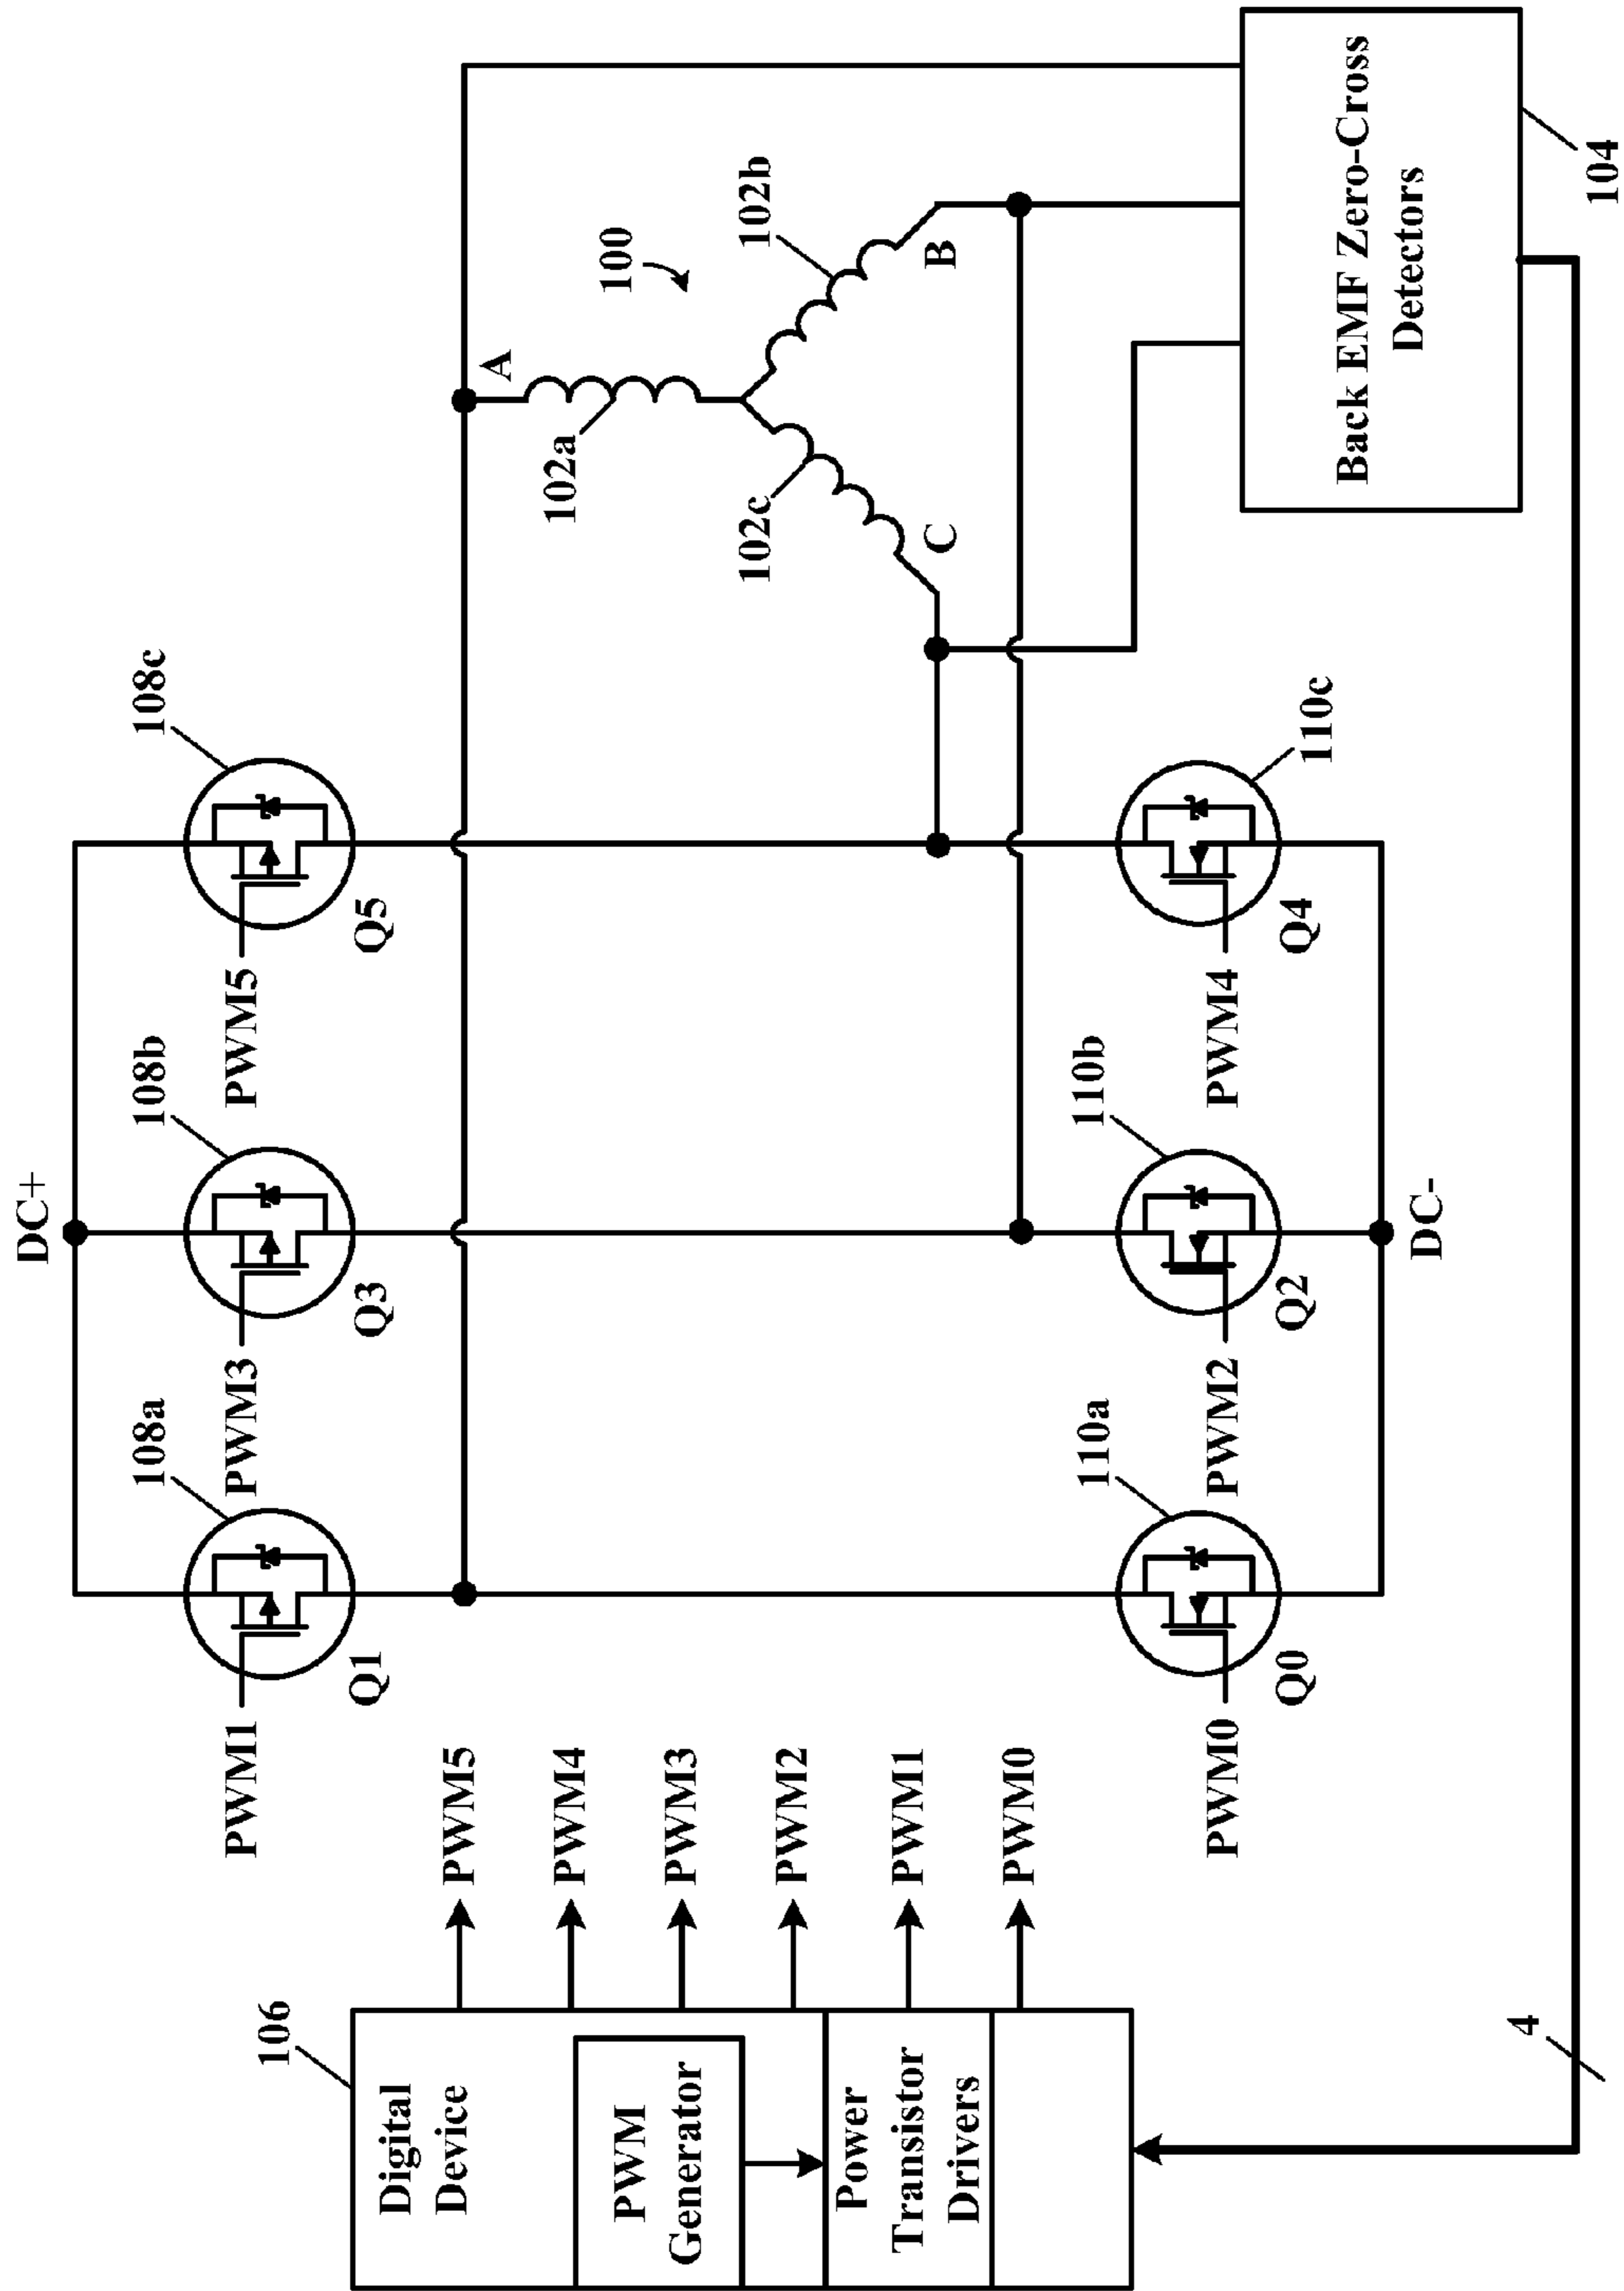 DC+
108a
108b
108c
PWM1
PWM3
PWM5
Q1
Q3
Q5
106
Digital
Device
PWM
Generator
Power
Transistor
Drivers
PWM5
PWM4
PWM3
PWM2
PWM1
PWM0
A
100
102a
102b
102c
B
C
110a
110b
110c
PWM0
PWM2
PWM4
Q0
Q2
Q4
DC-
Back EMF Zero-Cross
Detectors
104
4